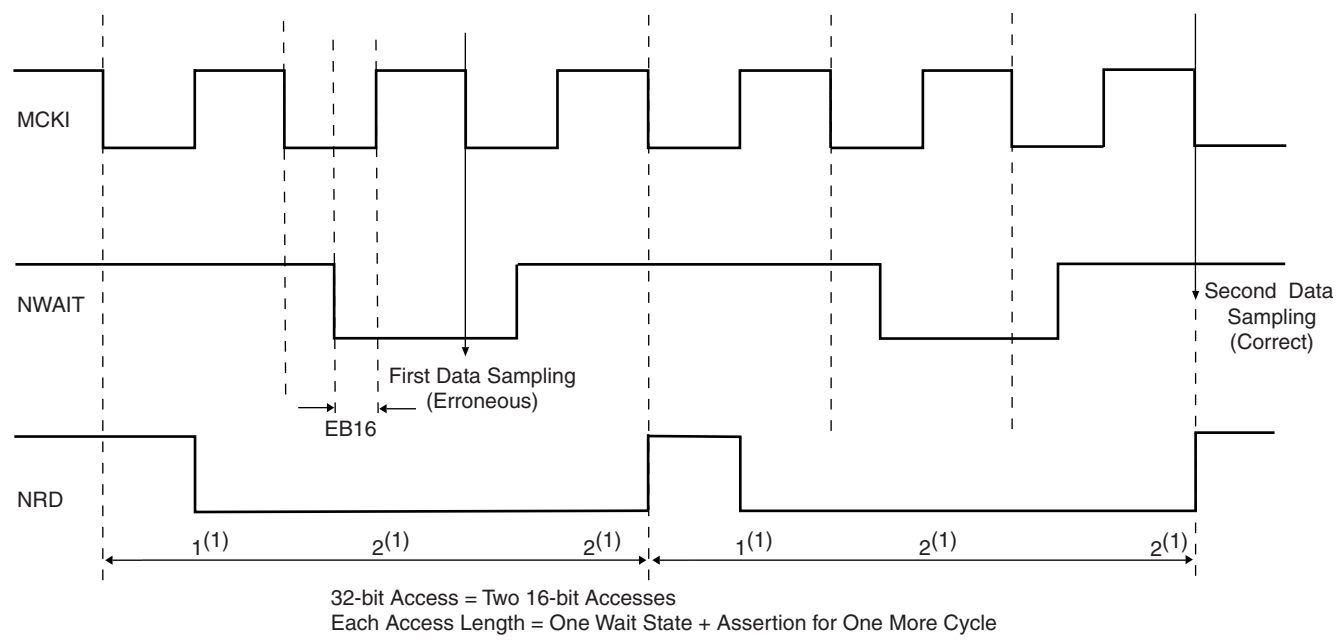 MCKI
NWAIT
Second Data
Sampling
(Correct)
First Data Sampling
(Erroneous)
EB16
NRD
1(1) 2(1) 2(1) 1(1) 2(1) 2(1)
32-bit Access = Two 16-bit Accesses
Each Access Length = One Wait State + Assertion for One More Cycle